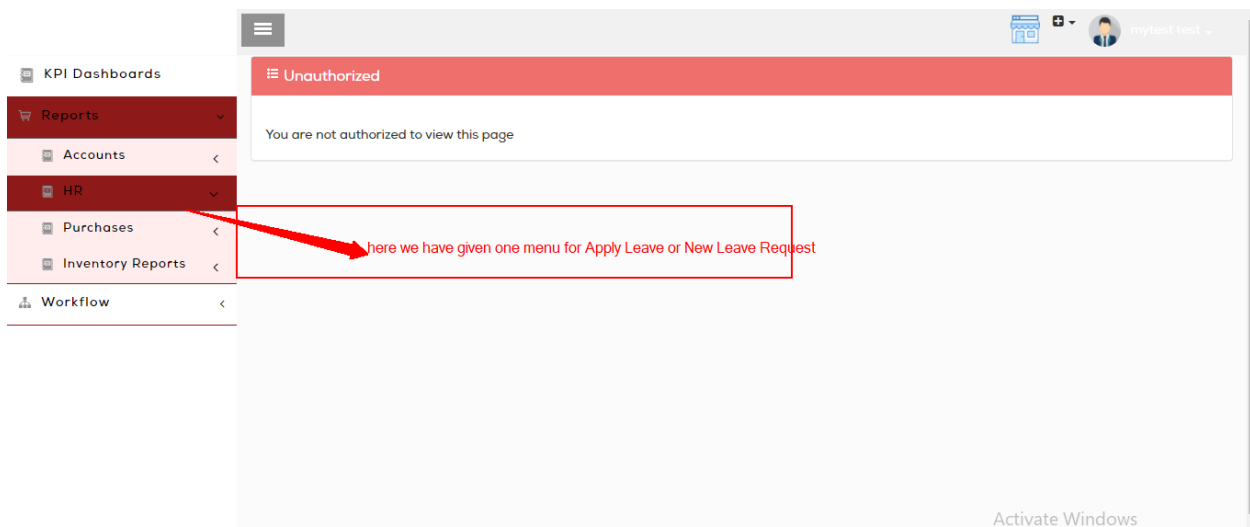 mytest test
KPI Dashboards
Unauthorized
Reports
You are not authorized to view this page
Accounts
HR
Purchases
here we have given one menu for Apply Leave or New Leave Request
Inventory Reports
Workflow
Activate Windows